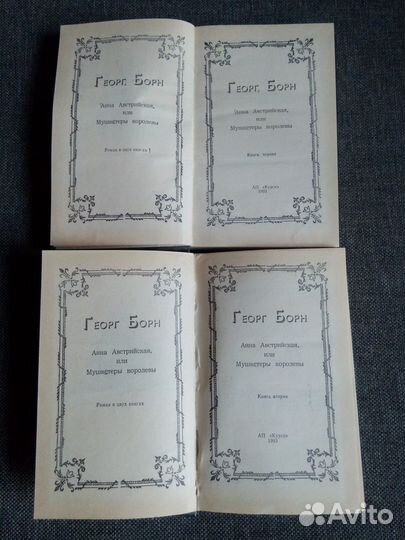 Георг Борн
Анна Австрийская,
или
Мушкетеры королевы
Роман в двух книгах
Георг Борн
Анна Австрийская,
или
Мушкетеры королевы
Книга первая
АП «Курск»
1993
Георг Борн
Анна Австрийская,
или
Мушкетеры королевы
Роман в двух книгах
Георг Борн
Анна Австрийская,
или
Мушкетеры королевы
Книга вторая
АП «Курск»
1993
Avito